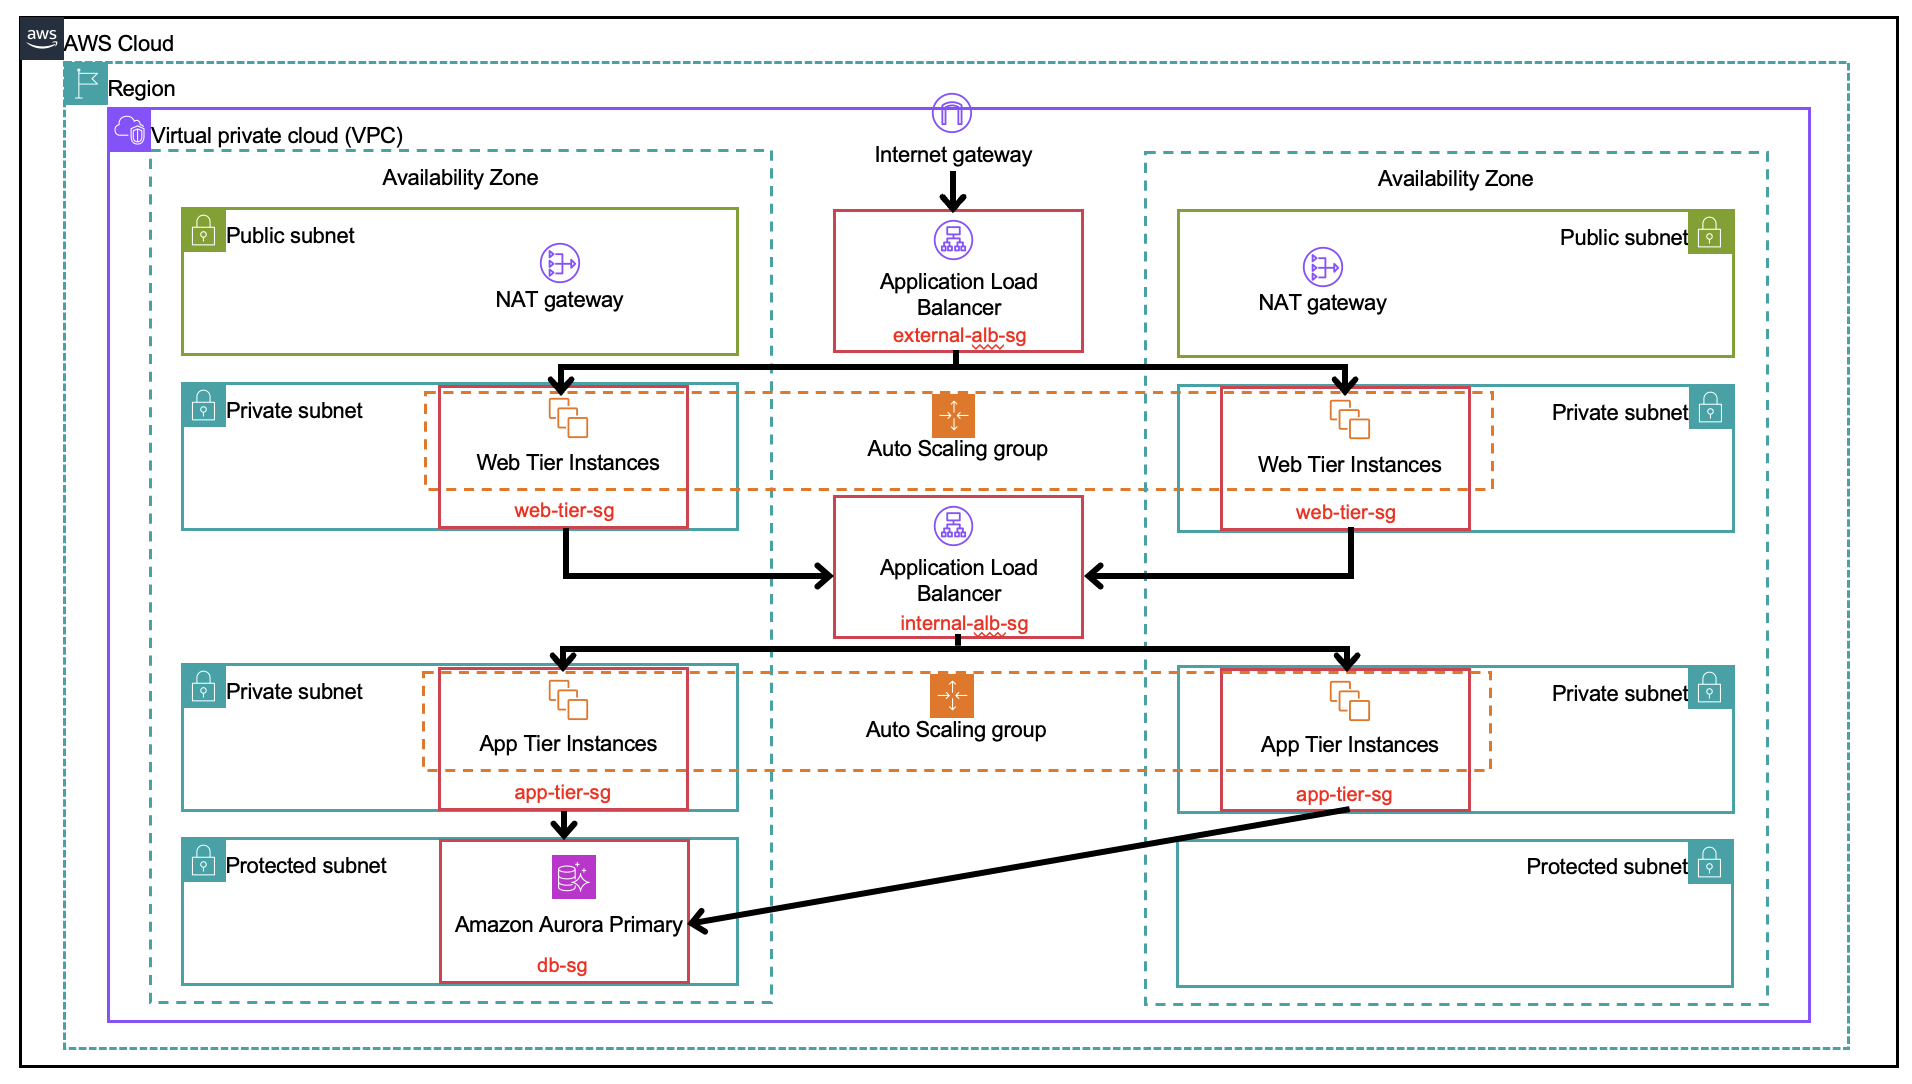 aws
AWS Cloud
Region
Virtual private cloud (VPC)
Internet gateway
Availability Zone
Availability Zone
Public subnet
NAT gateway
Application Load
Balancer
external-alb-sg
Public subnet
NAT gateway
Private subnet
Web Tier Instances
web-tier-sg
Auto Scaling group
Private subnet
Web Tier Instances
web-tier-sg
Application Load
Balancer
internal-alb-sg
Private subnet
App Tier Instances
app-tier-sg
Auto Scaling group
Private subnet
App Tier Instances
app-tier-sg
Protected subnet
Amazon Aurora Primary
db-sg
Protected subnet